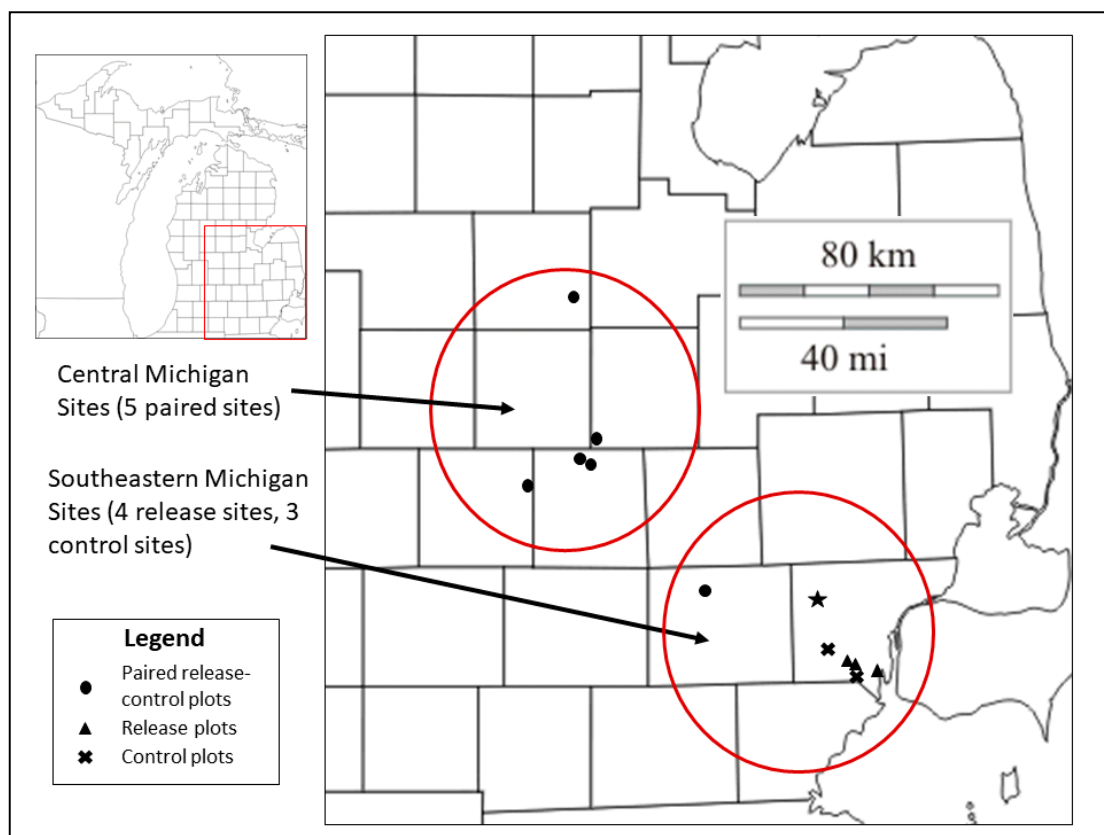 80 km
40 mi
Central Michigan
Sites (5 paired sites)
Southeastern Michigan
Sites (4 release sites, 3
control sites)
Legend
Paired release-
control plots
Release plots
Control plots